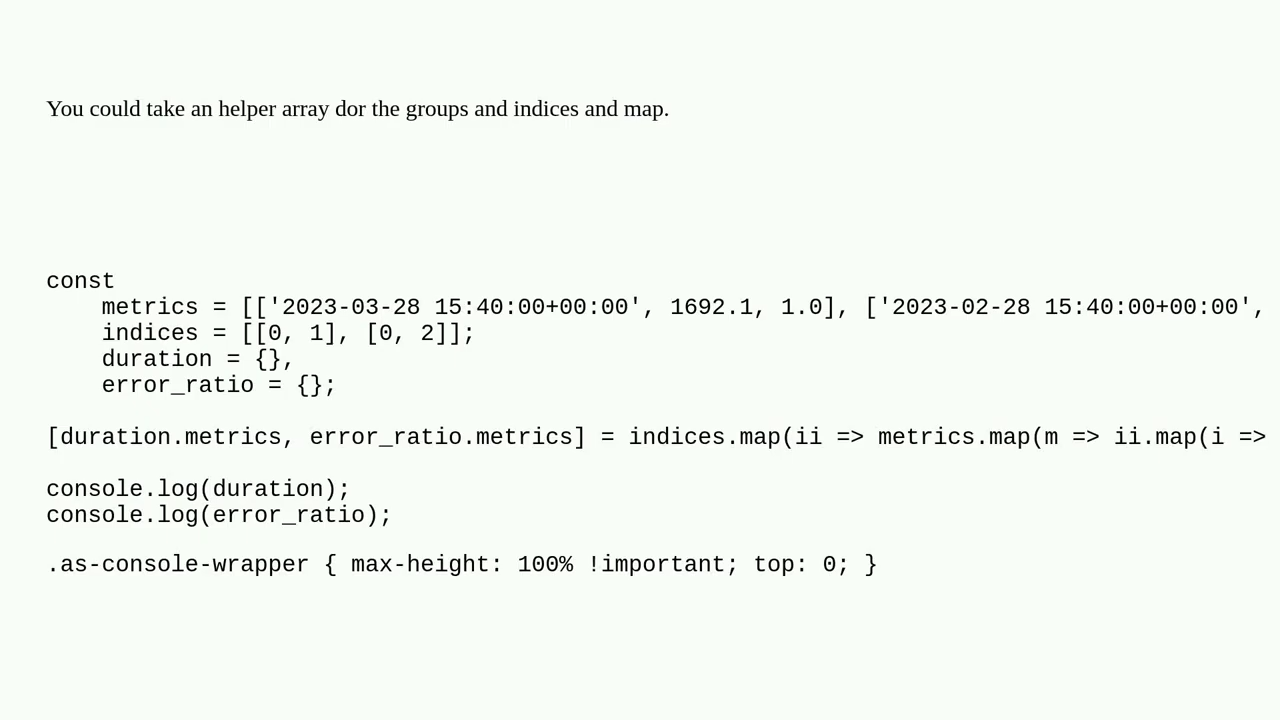 You could take an helper array dor the groups and indices and map.
const
    metrics = [['2023-03-28 15:40:00+00:00', 1692.1, 1.0], ['2023-02-28 15:40:00+00:00',
    indices = [[0, 1], [0, 2]];
    duration = {},
    error_ratio = {};
[duration.metrics, error_ratio.metrics] = indices.map(ii => metrics.map(m => ii.map(i =>
console.log(duration);
console.log(error_ratio);
.as-console-wrapper { max-height: 100% !important; top: 0; }